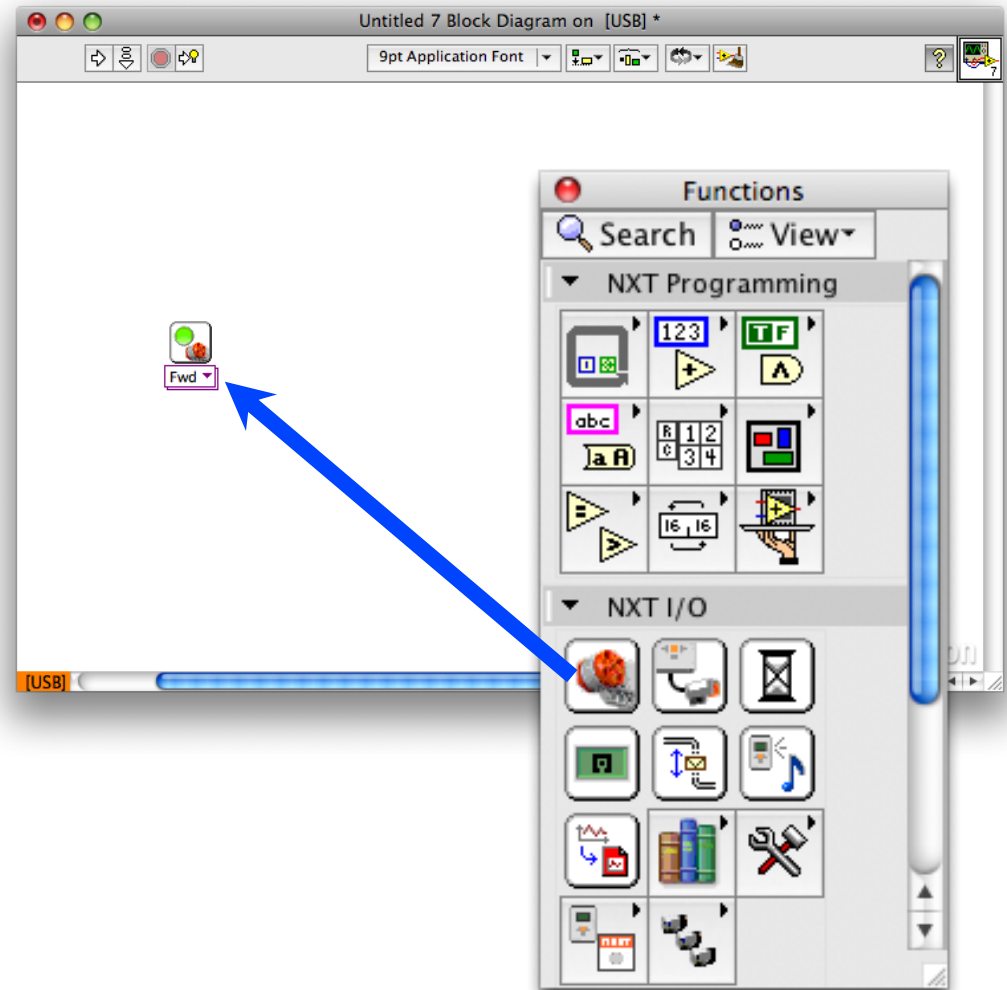 Untitled 7 Block Diagram on [USB] *
9pt Application Font
?
7
Functions
Search View
NXT Programming
123
T F
abc
a A
R 1 2
C 3 4
16 16
Fwd
NXT I/O
[USB]